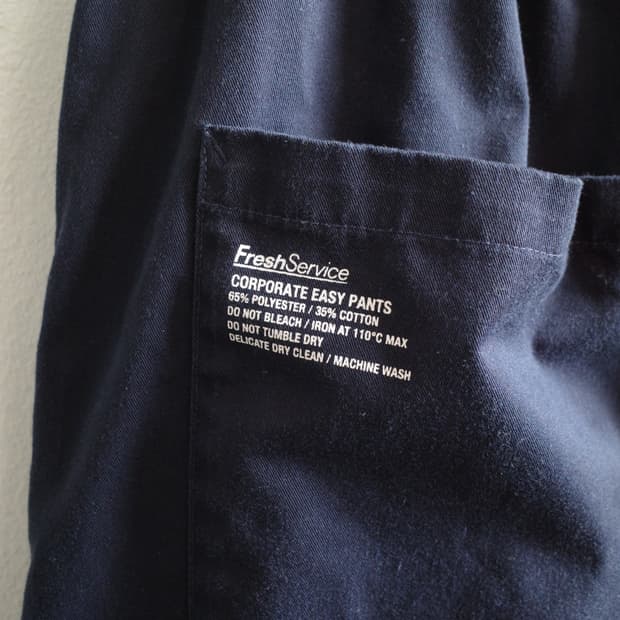 FreshService
CORPORATE EASY PANTS
65% POLYESTER / 35% COTTON
DO NOT BLEACH / IRON AT 110°C MAX
DO NOT TUMBLE DRY
DELICATE DRY CLEAN / MACHINE WASH